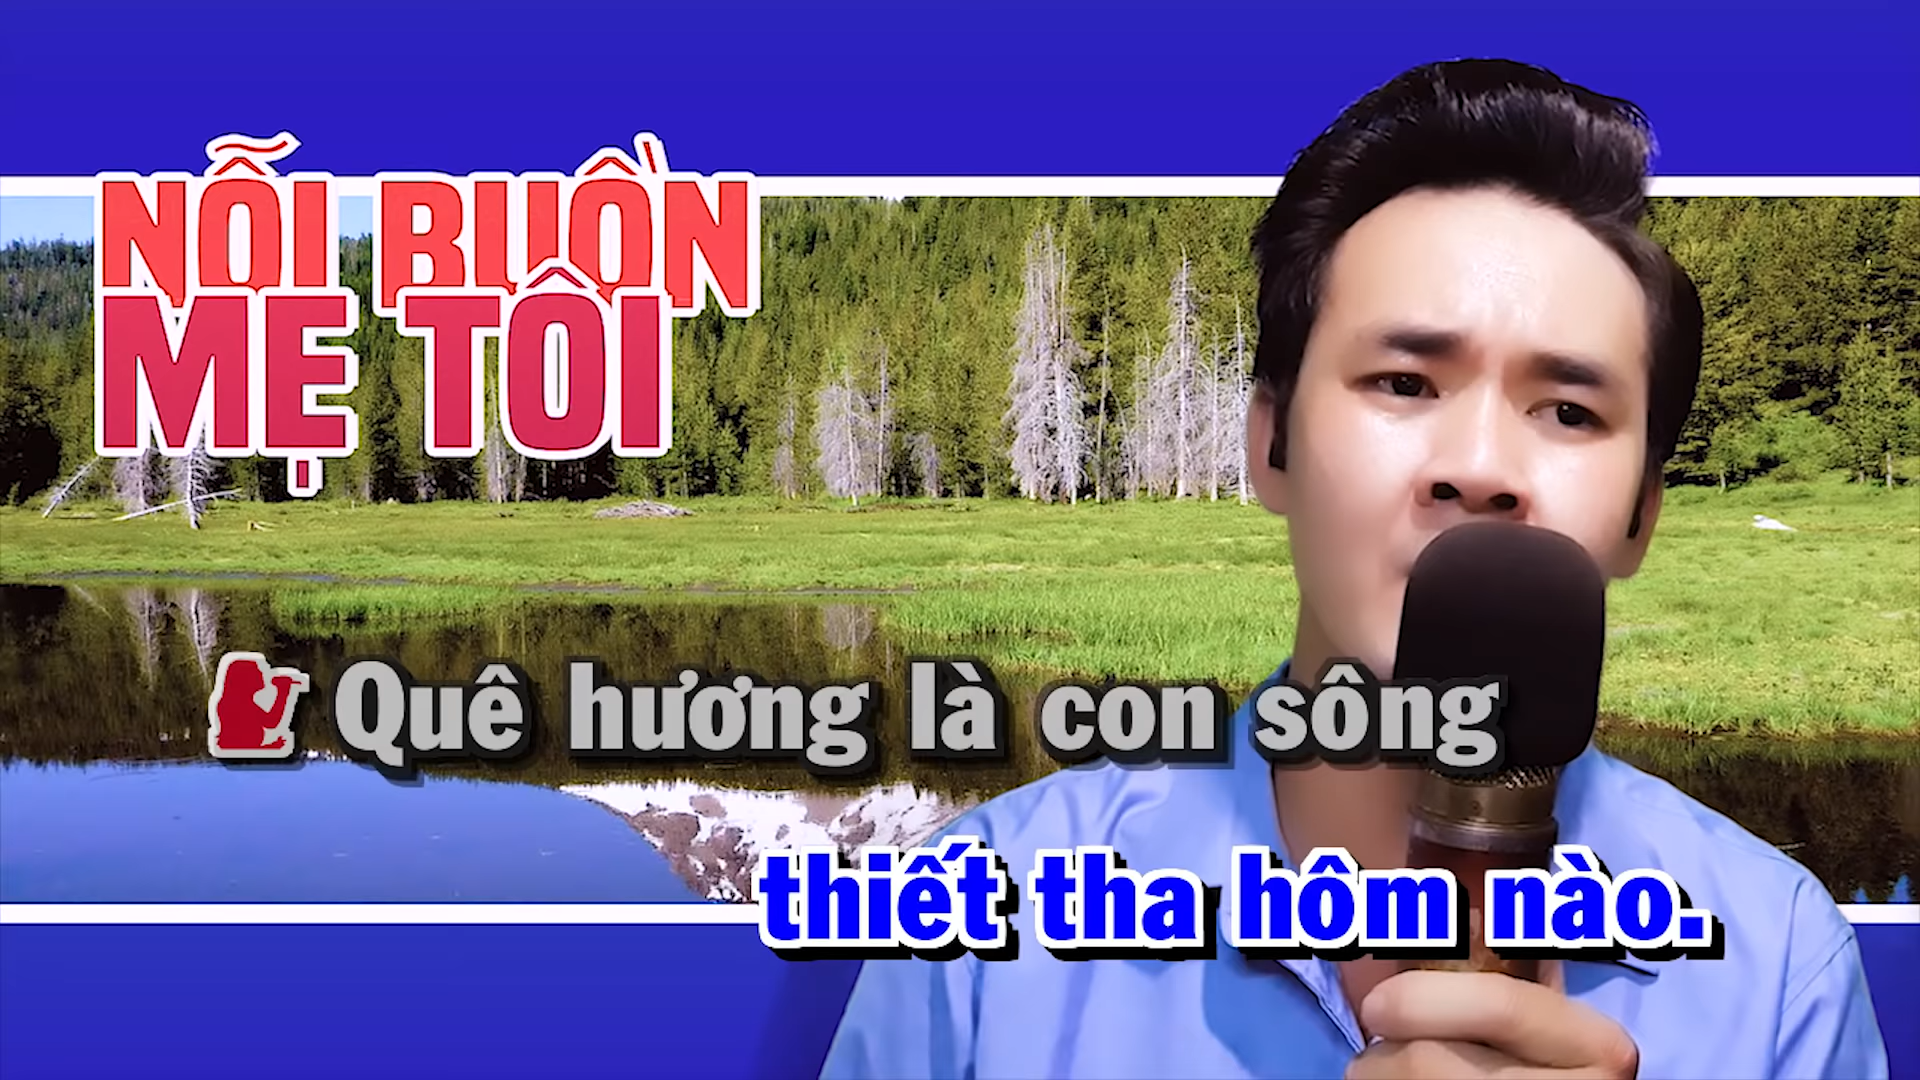 NỖI BUỒN
MẸ TÔI
Quê hương là con sông
thiết tha hôm nào.